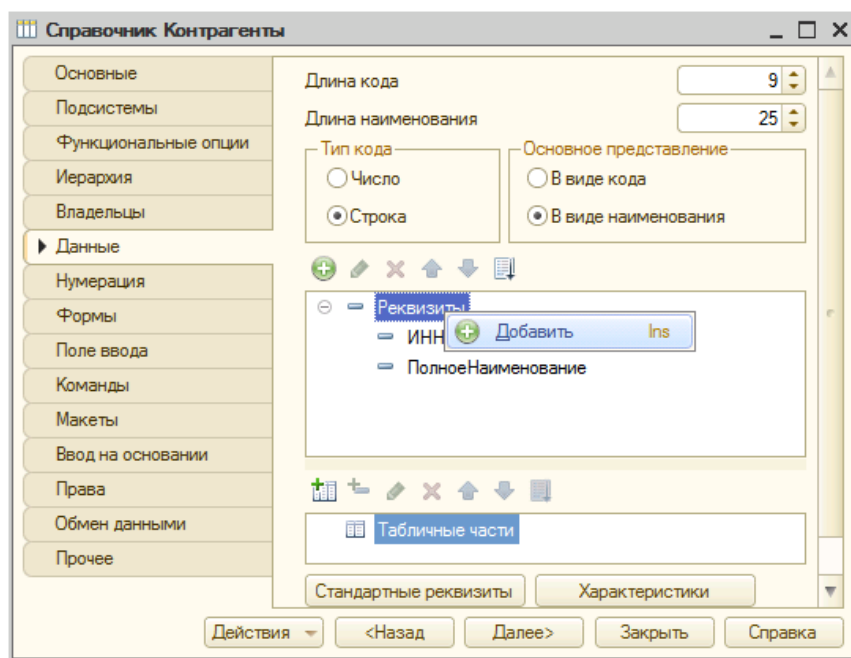 Справочник Контрагенты
Основные
Подсистемы
Функциональные опции
Иерархия
Владельцы
Данные
Нумерация
Формы
Поле ввода
Команды
Макеты
Ввод на основании
Права
Обмен данными
Прочее
Длина кода 9
Длина наименования 25
Тип кода
Число
Строка
Основное представление
В виде кода
В виде наименования
Реквизиты
Добавить Ins
ИНН
ПолноеНаименование
Табличные части
Стандартные реквизиты Характеристики
Действия <Назад Далее> Закрыть Справка